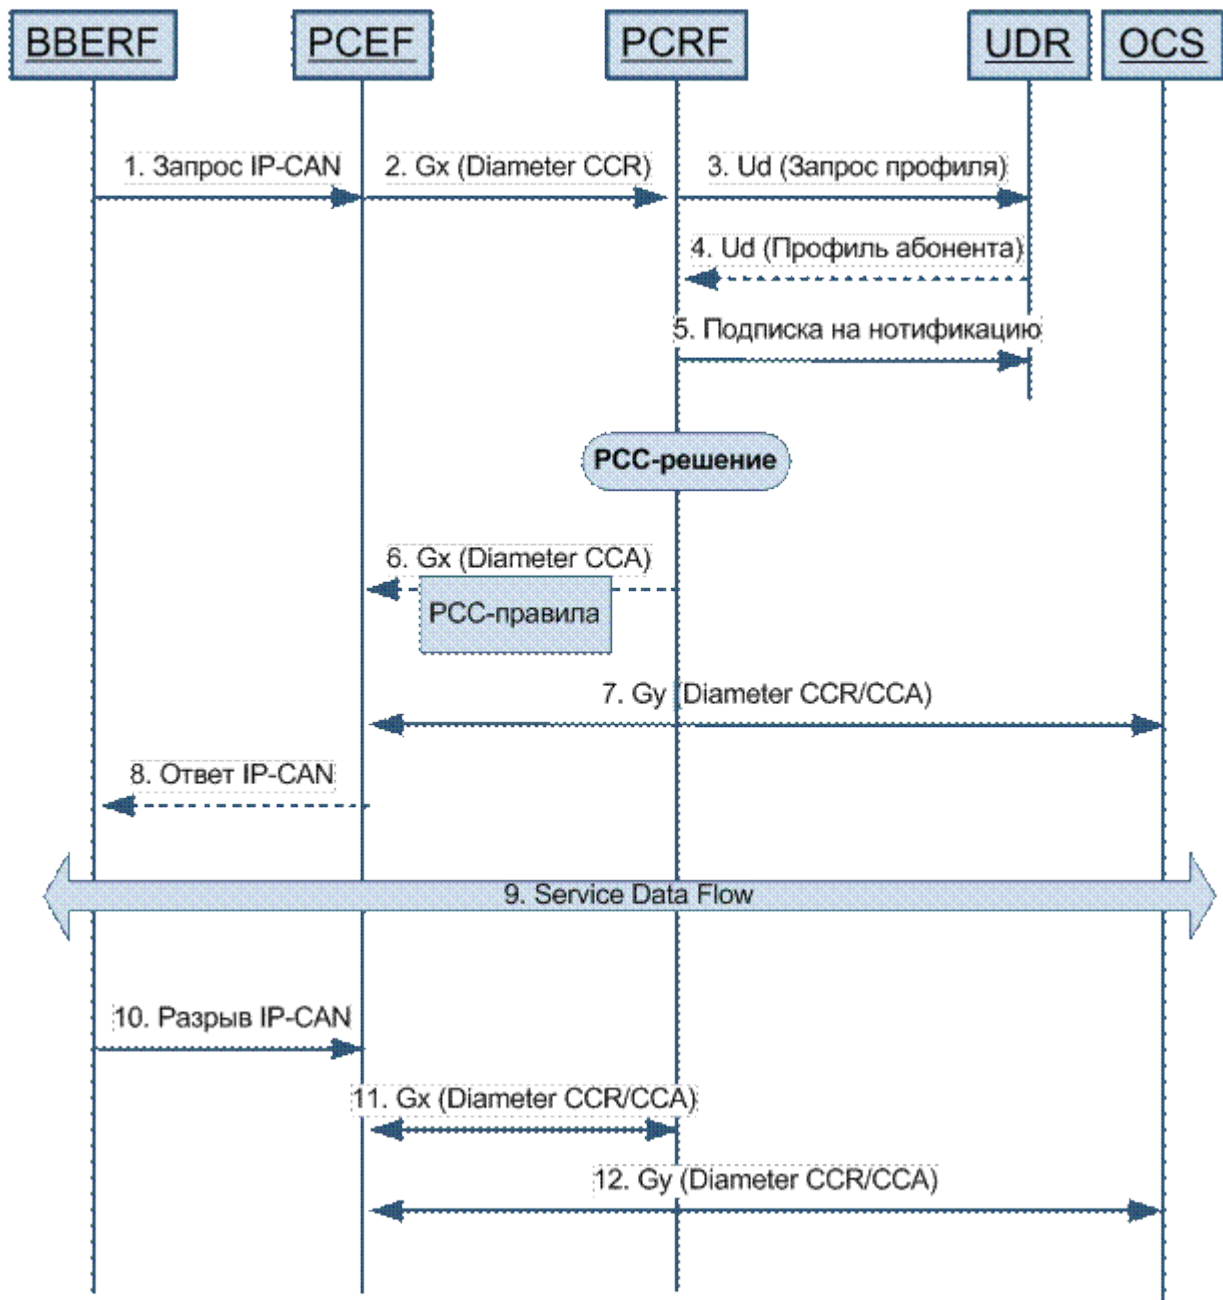 BBERF
PCEF
PCRF
UDR
OCS
1. Запрос IP-CAN
2. Gx (Diameter CCR)
3. Ud (Запрос профиля)
4. Ud (Профиль абонента)
5. Подписка на нотификацию
PCC-решение
6. Gx (Diameter CCA)
PCC-правила
7. Gy (Diameter CCR/CCA)
8. Ответ IP-CAN
9. Service Data Flow
10. Разрыв IP-CAN
11. Gx (Diameter CCR/CCA)
12. Gy (Diameter CCR/CCA)